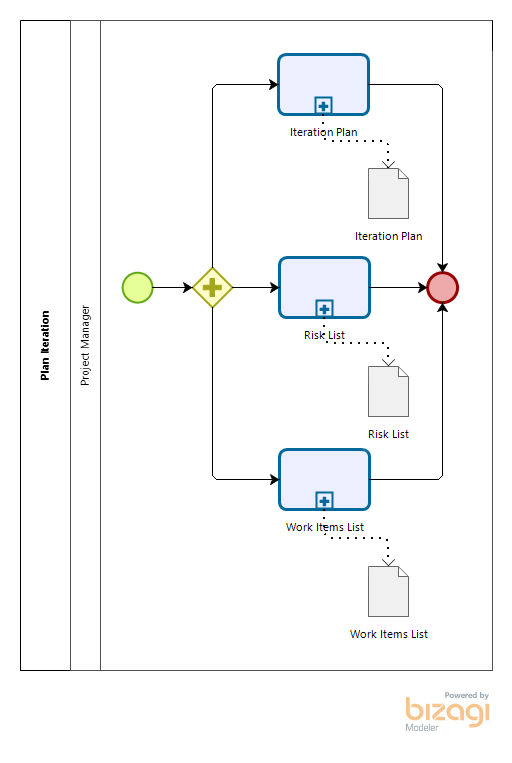 Plan Iteration
Project Manager
Iteration Plan
Iteration Plan
Risk List
Risk List
Work Items List
Work Items List
Powered by
bizagi
Modeler